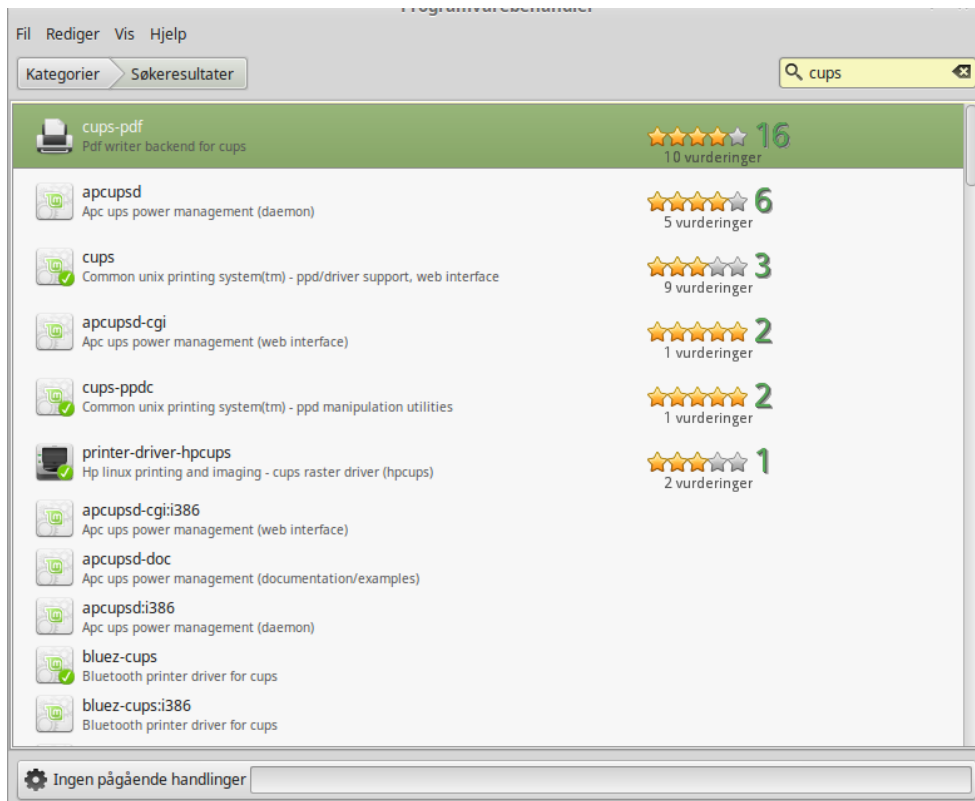 Programvarebehandler
Fil Rediger Vis Hjelp
Kategorier Søkeresultater cups
cups-pdf
Pdf writer backend for cups
16
10 vurderinger
apcupsd
Apc ups power management (daemon)
6
5 vurderinger
cups
Common unix printing system(tm) - ppd/driver support, web interface
3
9 vurderinger
apcupsd-cgi
Apc ups power management (web interface)
2
1 vurderinger
cups-ppdc
Common unix printing system(tm) - ppd manipulation utilities
2
1 vurderinger
printer-driver-hpcups
Hp linux printing and imaging - cups raster driver (hpcups)
1
2 vurderinger
apcupsd-cgi:i386
Apc ups power management (web interface)
apcupsd-doc
Apc ups power management (documentation/examples)
apcupsd:i386
Apc ups power management (daemon)
bluez-cups
Bluetooth printer driver for cups
bluez-cups:i386
Bluetooth printer driver for cups
Ingen pågående handlinger